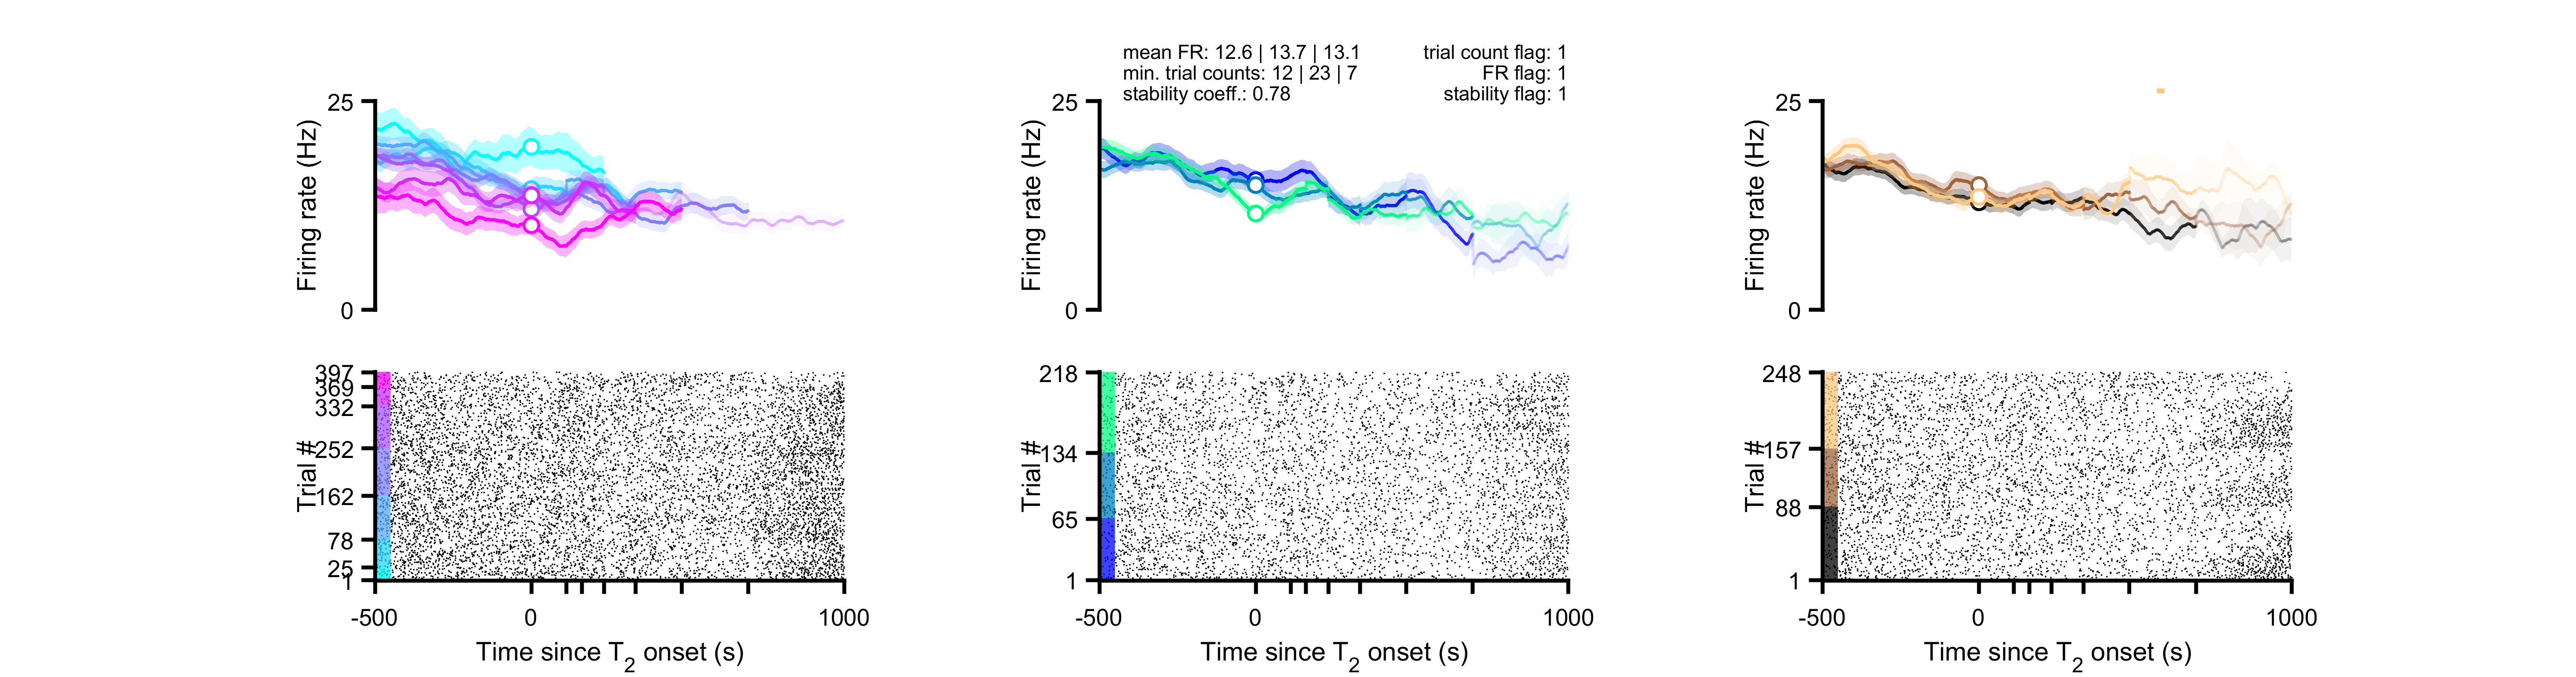 mean FR: 12.6 | 13.7 | 13.1
min. trial counts: 12 | 23 | 7
stability coeff.: 0.78
trial count flag: 1
FR flag: 1
stability flag: 1
25
Firing rate (Hz)
0
25
Firing rate (Hz)
0
25
Firing rate (Hz)
0
397
369
332
252
162
78
25
1
Trial #
-500
0
1000
Time since T2 onset (s)
218
134
65
1
Trial #
-500
0
1000
Time since T2 onset (s)
248
157
88
1
Trial #
-500
0
1000
Time since T2 onset (s)